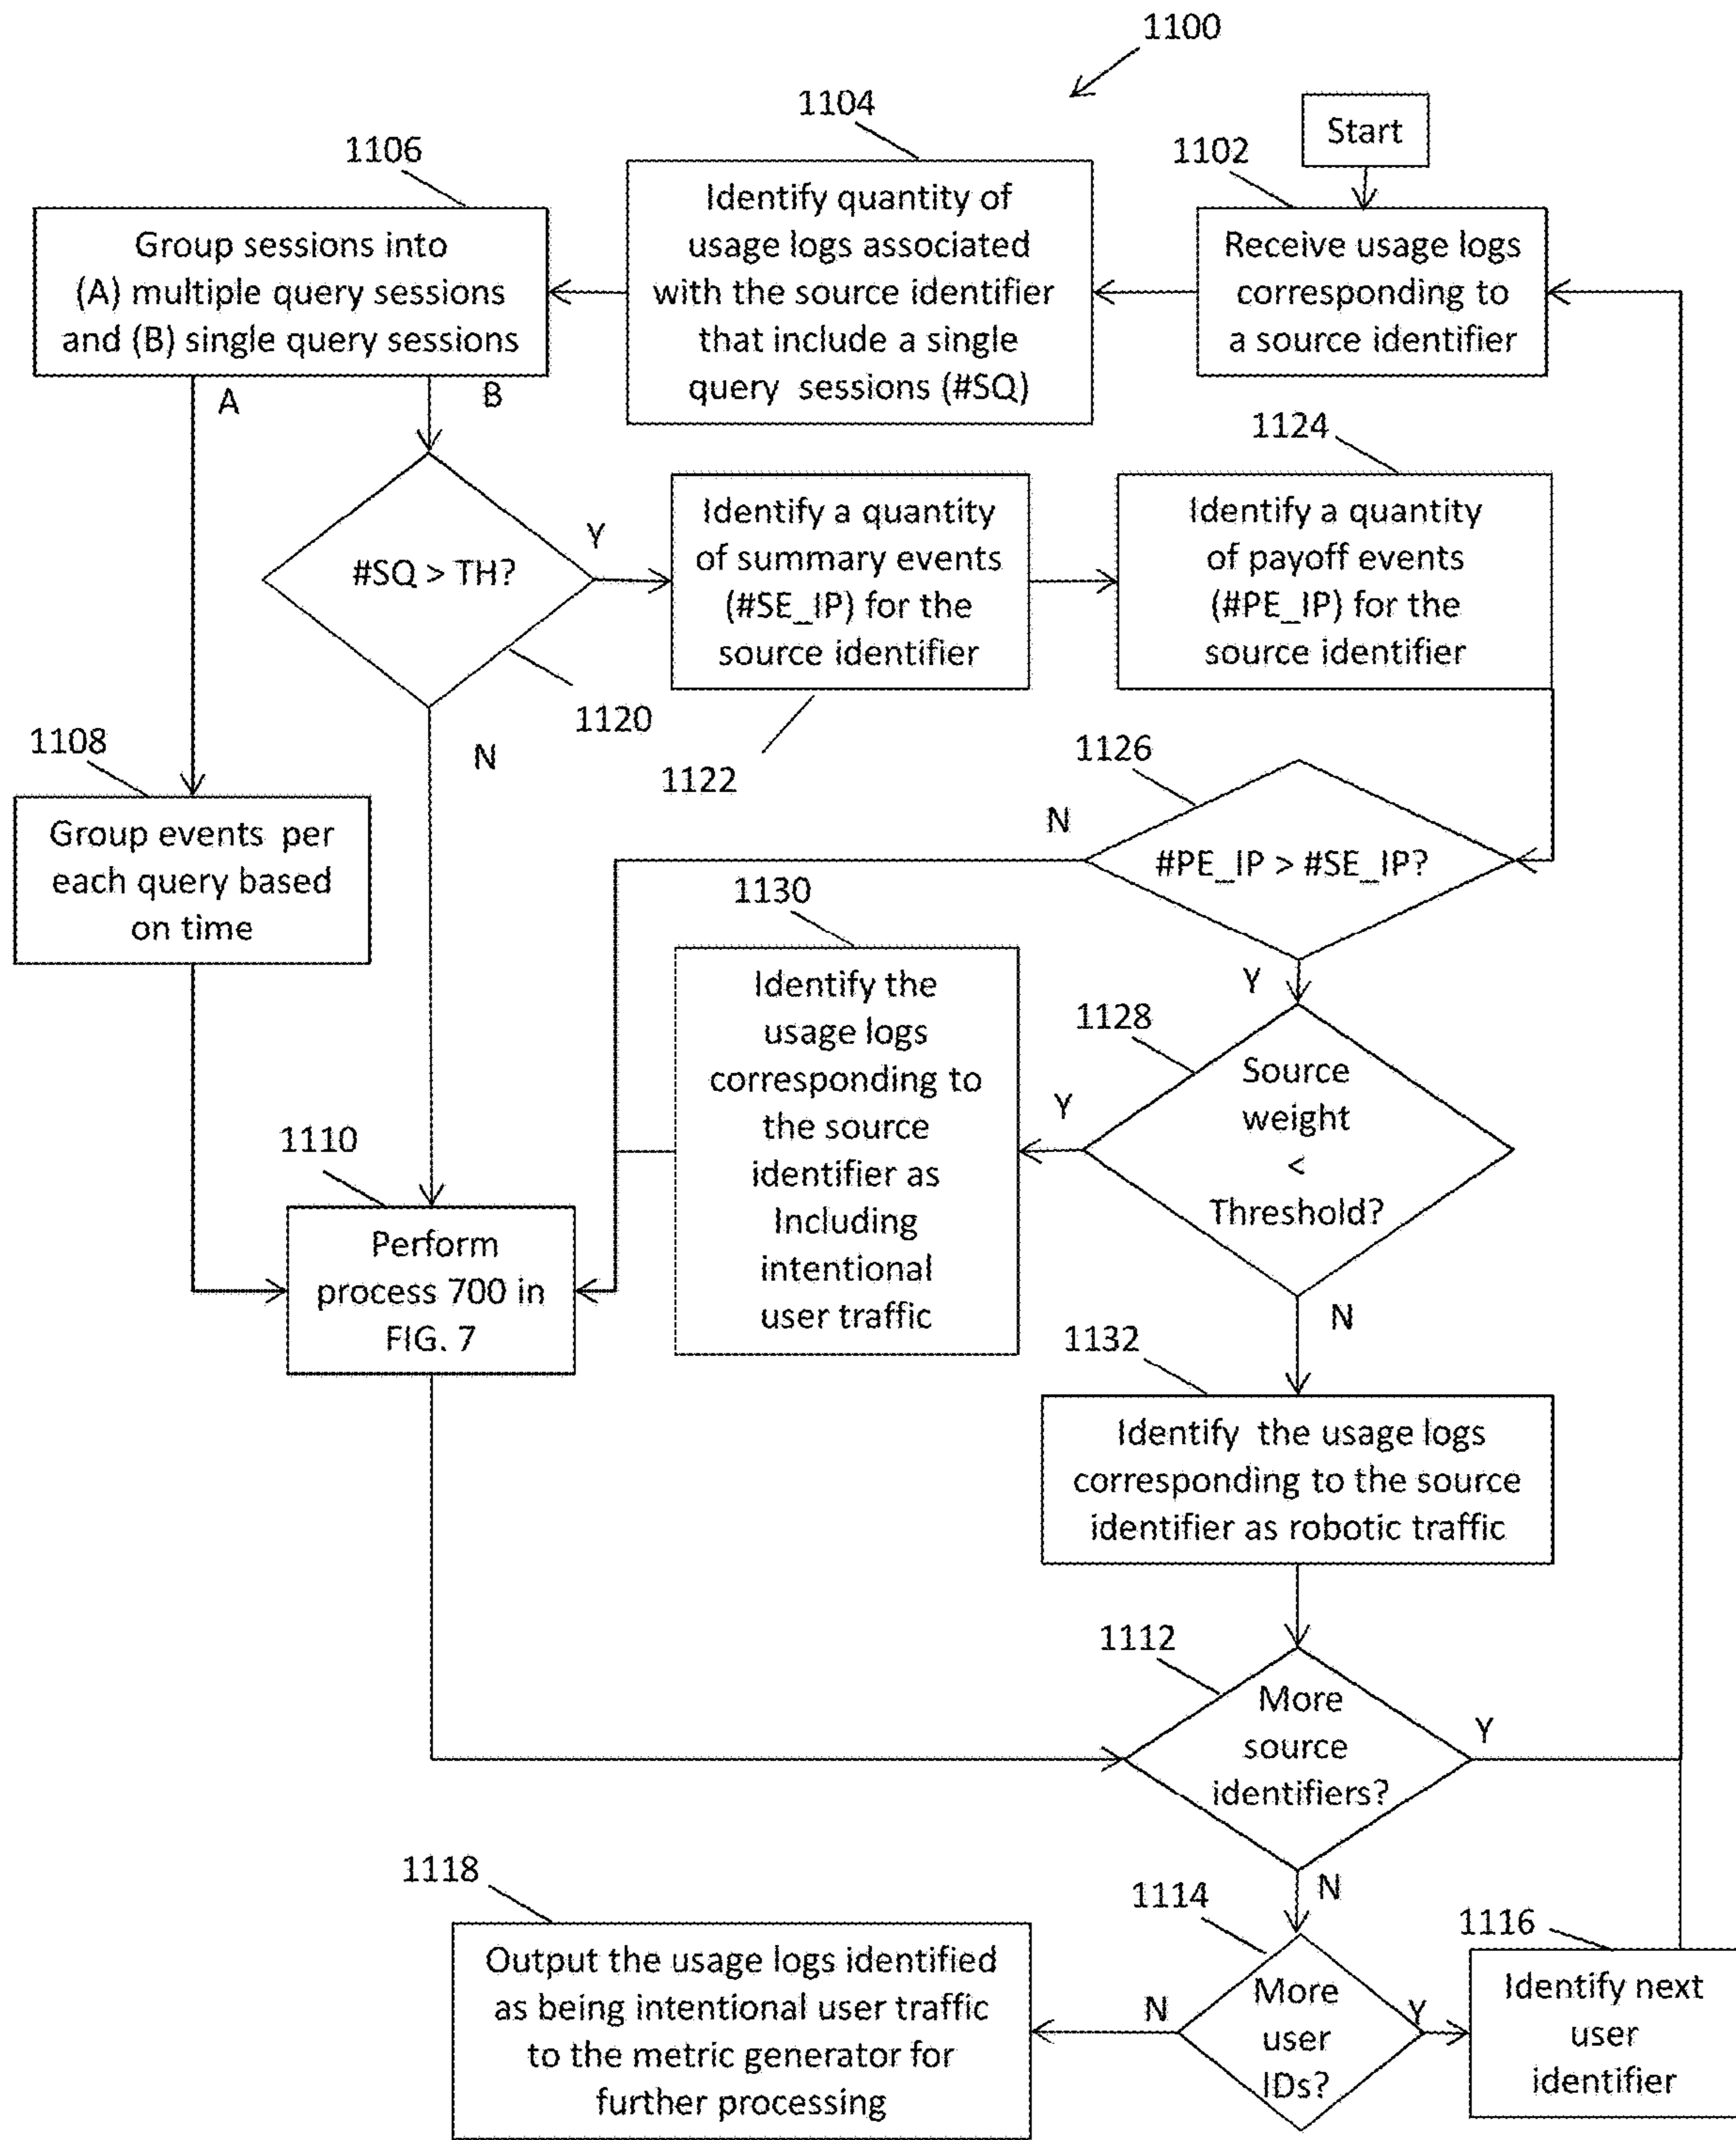 1100
Start
1102
Receive usage logs
corresponding to
a source identifier
1104
Identify quantity of
usage logs associated
with the source identifier
that include a single
query sessions (#SQ)
1106
Group sessions into
(A) multiple query sessions
and (B) single query sessions
A
B
#SQ > TH?
Y
N
1120
Identify a quantity
of summary events
(#SE_IP) for the
source identifier
1122
1124
Identify a quantity
of payoff events
(#PE_IP) for the
source identifier
1108
Group events per
each query based
on time
1126
#PE_IP > #SE_IP?
N
Y
1128
Source
weight
<
Threshold?
Y
N
1130
Identify the
usage logs
corresponding to
the source
identifier as
Including
intentional
user traffic
1110
Perform
process 700 in
FIG. 7
1132
Identify the usage logs
corresponding to the source
identifier as robotic traffic
1112
More
source
identifiers?
Y
N
1114
More
user
IDs?
N
Y
1116
Identify next
user
identifier
1118
Output the usage logs identified
as being intentional user traffic
to the metric generator for
further processing